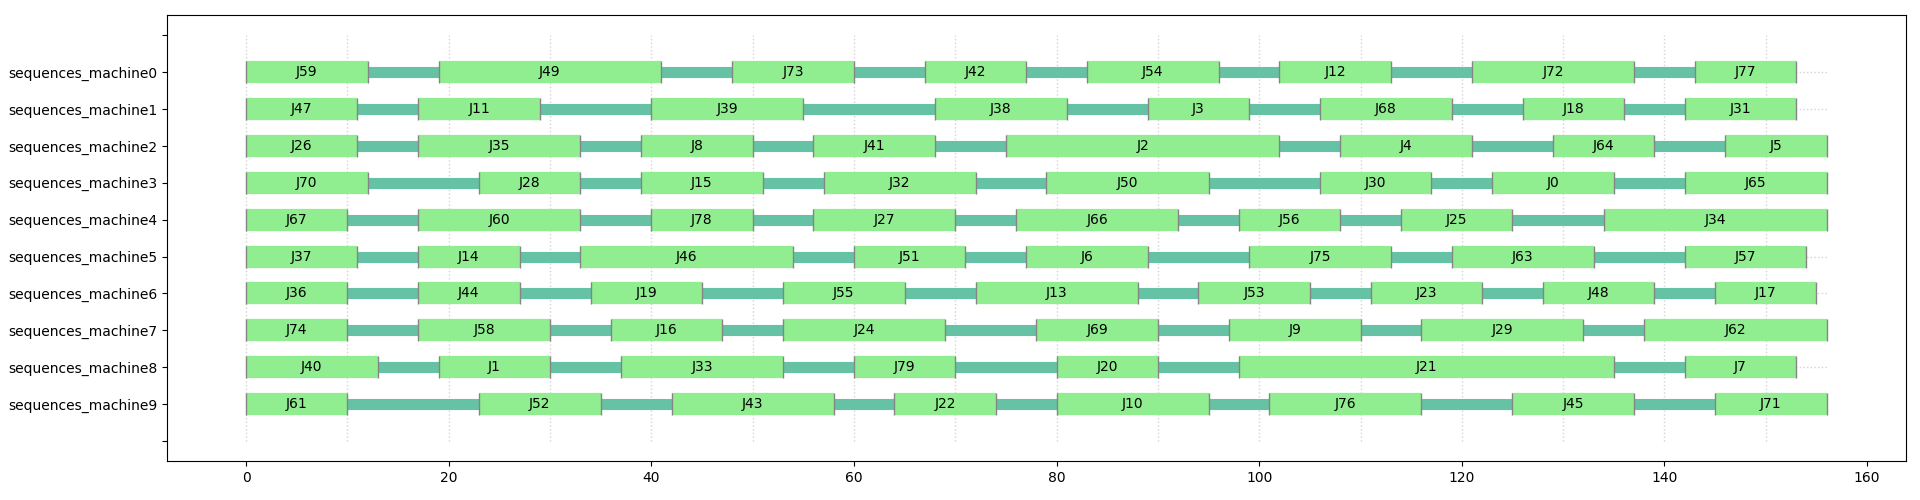 sequences_machine0 J59 J49 J73 J42 J54 J12 J72 J77
sequences_machine1 J47 J11 J39 J38 J3 J68 J18 J31
sequences_machine2 J26 J35 J8 J41 J2 J4 J64 J5
sequences_machine3 J70 J28 J15 J32 J50 J30 J0 J65
sequences_machine4 J67 J60 J78 J27 J66 J56 J25 J34
sequences_machine5 J37 J14 J46 J51 J6 J75 J63 J57
sequences_machine6 J36 J44 J19 J55 J13 J53 J23 J48 J17
sequences_machine7 J74 J58 J16 J24 J69 J9 J29 J62
sequences_machine8 J40 J1 J33 J79 J20 J21 J7
sequences_machine9 J61 J52 J43 J22 J10 J76 J45 J71
0 20 40 60 80 100 120 140 160